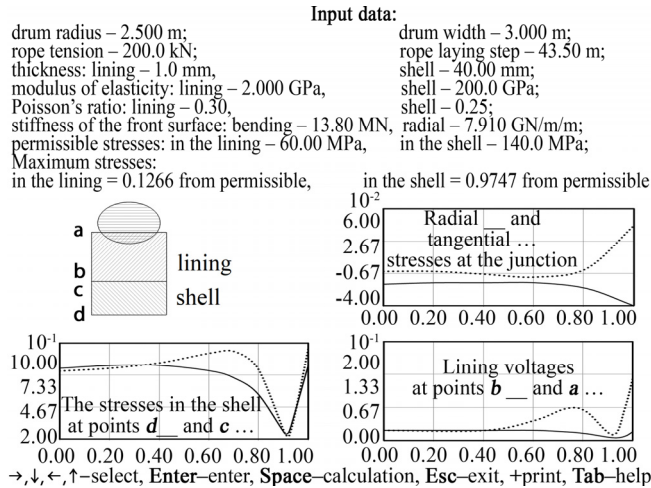 Input data:
drum radius – 2.500 m; drum width – 3.000 m;
rope tension – 200.0 kN; rope laying step – 43.50 m;
thickness: lining – 1.0 mm, shell – 40.00 mm;
modulus of elasticity: lining – 2.000 GPa, shell – 200.0 GPa;
Poisson's ratio: lining – 0.30, shell – 0.25;
stiffness of the front surface: bending – 13.80 MN, radial – 7.910 GN/m/m;
permissible stresses: in the lining – 60.00 MPa, in the shell – 140.0 MPa;
Maximum stresses:
in the lining = 0.1266 from permissible, in the shell = 0.9747 from permissible
a
b
c
d
lining
shell
10-2
6.00
2.67
-0.67
-4.00
Radial __ and
tangential ...
stresses at the junction
0.00 0.20 0.40 0.60 0.80 1.00
10-1
10.00
7.33
4.67
2.00
The stresses in the shell
at points d__ and c ...
0.00 0.20 0.40 0.60 0.80 1.00
10-1
2.00
1.33
0.67
0.00
Lining voltages
at points b __ and a ...
0.00 0.20 0.40 0.60 0.80 1.00
→,↓,←,↑–select, Enter–enter, Space–calculation, Esc–exit, +print, Tab–help